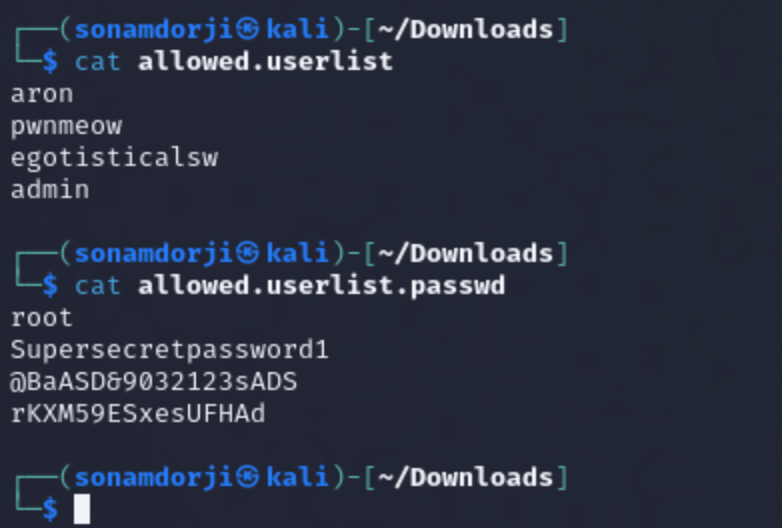 ┌──(sonamdorji㉿kali)-[~/Downloads]
└─$ cat allowed.userlist
aron
pwnmeow
egotisticalsw
admin
┌──(sonamdorji㉿kali)-[~/Downloads]
└─$ cat allowed.userlist.passwd
root
Supersecretpassword1
@BaASD&9032123sADS
rKXM59ESxesUFHAd
┌──(sonamdorji㉿kali)-[~/Downloads]
└─$